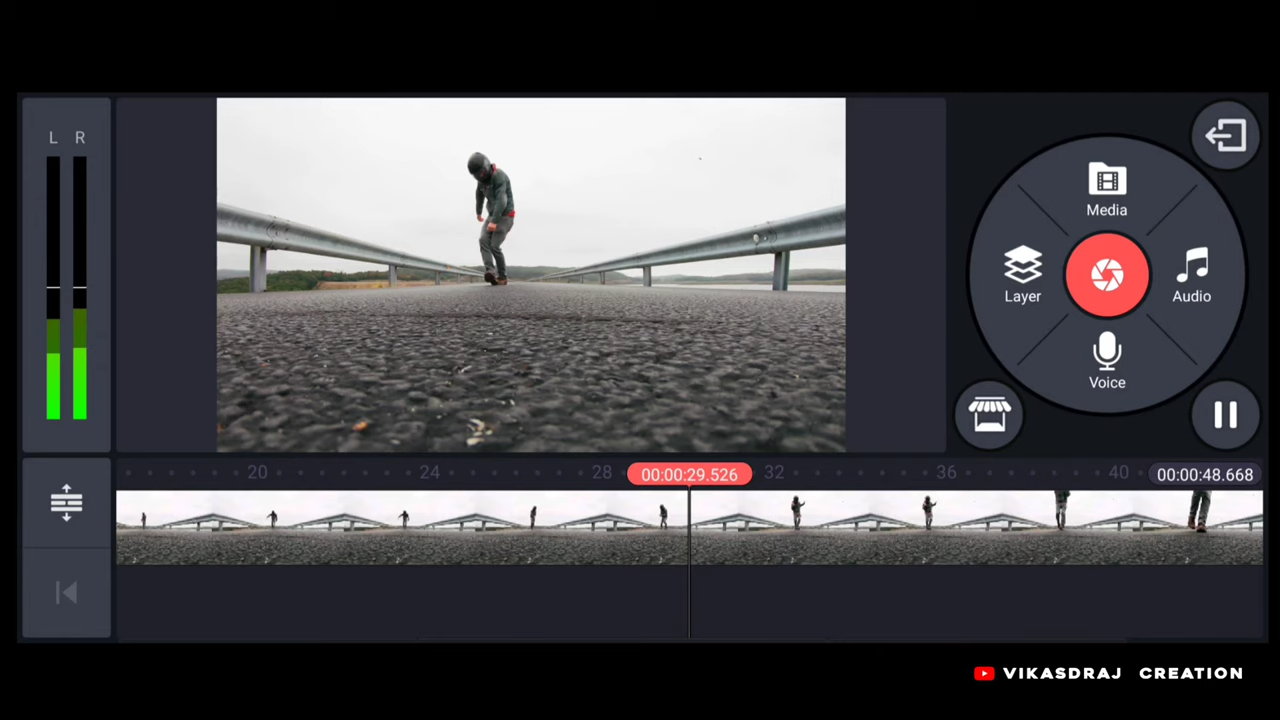 L R
Media
Layer
Audio
Voice
20 24 28 00:00:29.526 32 36 40 00:00:48.668
VIKASDRAJ CREATION